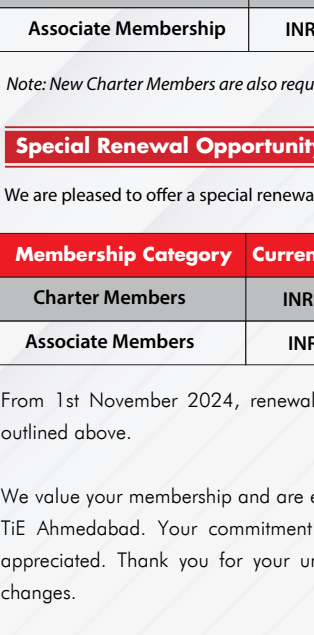 Associate Membership INR
Note: New Charter Members are also requ
Special Renewal Opportunity
We are pleased to offer a special renewa
Membership Category Curren
Charter Members INR
Associate Members INR
From 1st November 2024, renewal
outlined above.
We value your membership and are e
TiE Ahmedabad. Your commitment
appreciated. Thank you for your un
changes.